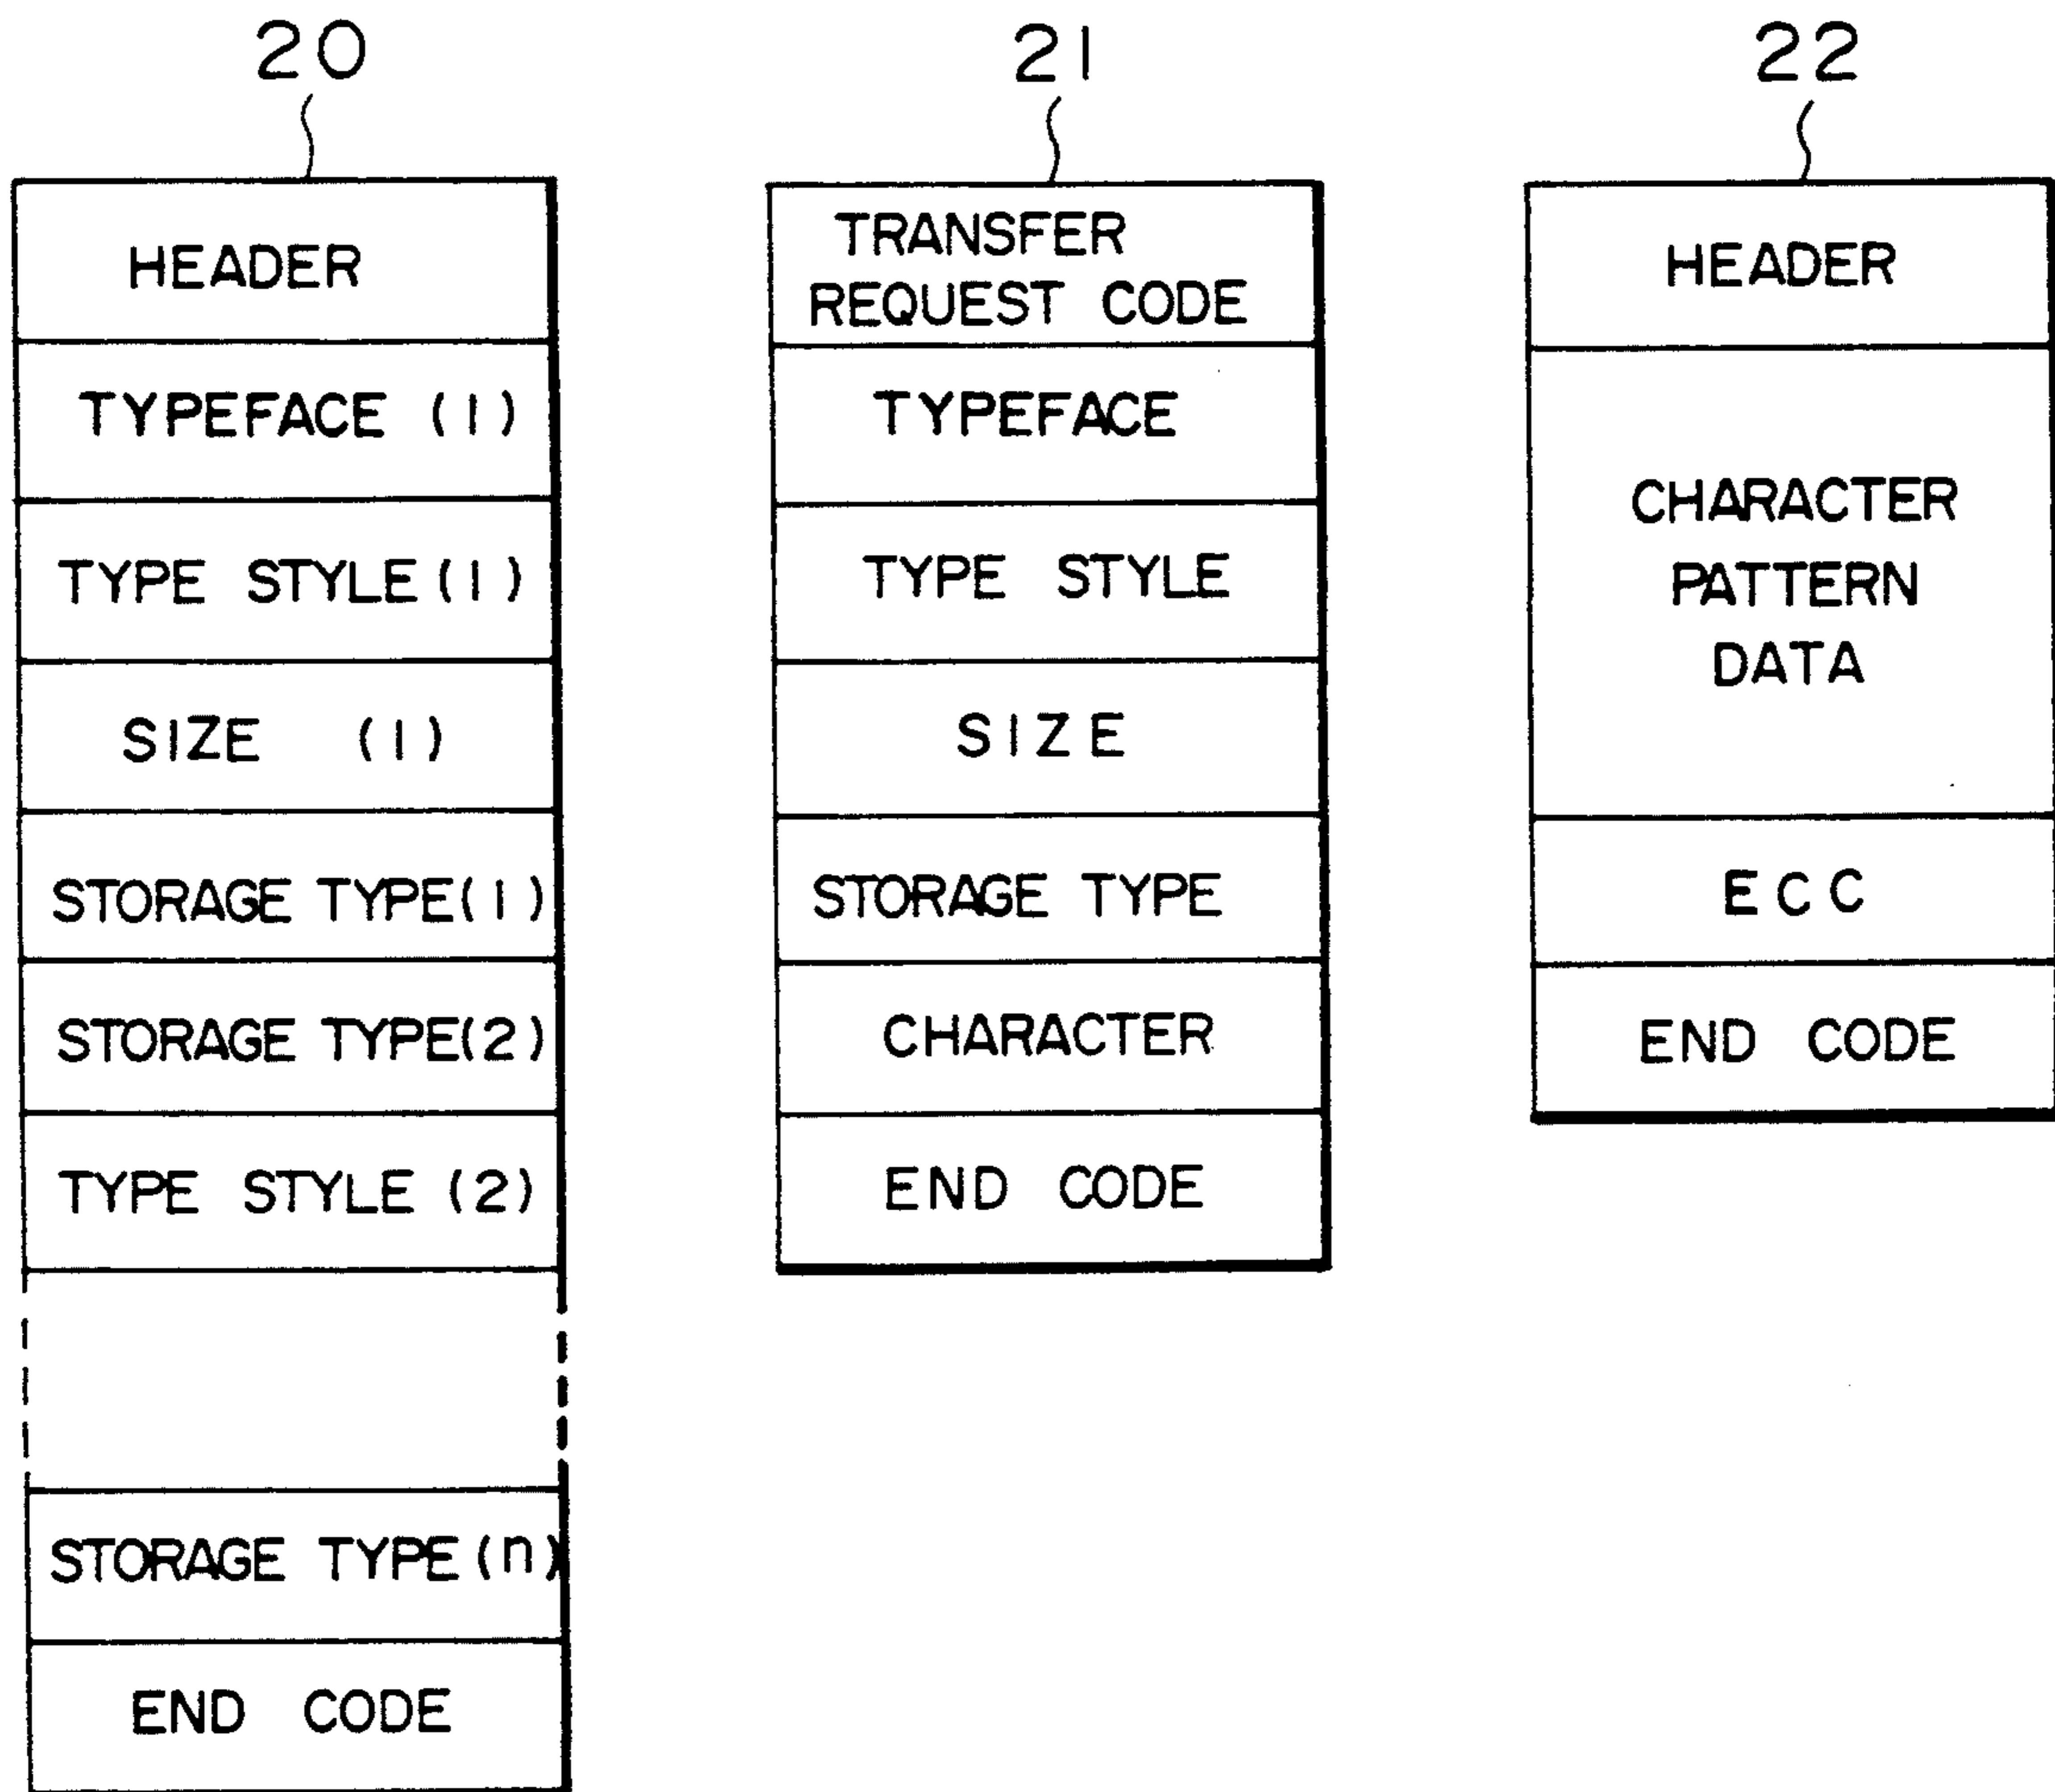 20
HEADER
TYPEFACE (1)
TYPE STYLE (1)
SIZE (1)
STORAGE TYPE (1)
STORAGE TYPE (2)
TYPE STYLE (2)
STORAGE TYPE (n)
END CODE
21
TRANSFER
REQUEST CODE
TYPEFACE
TYPE STYLE
SIZE
STORAGE TYPE
CHARACTER
END CODE
22
HEADER
CHARACTER
PATTERN
DATA
ECC
END CODE